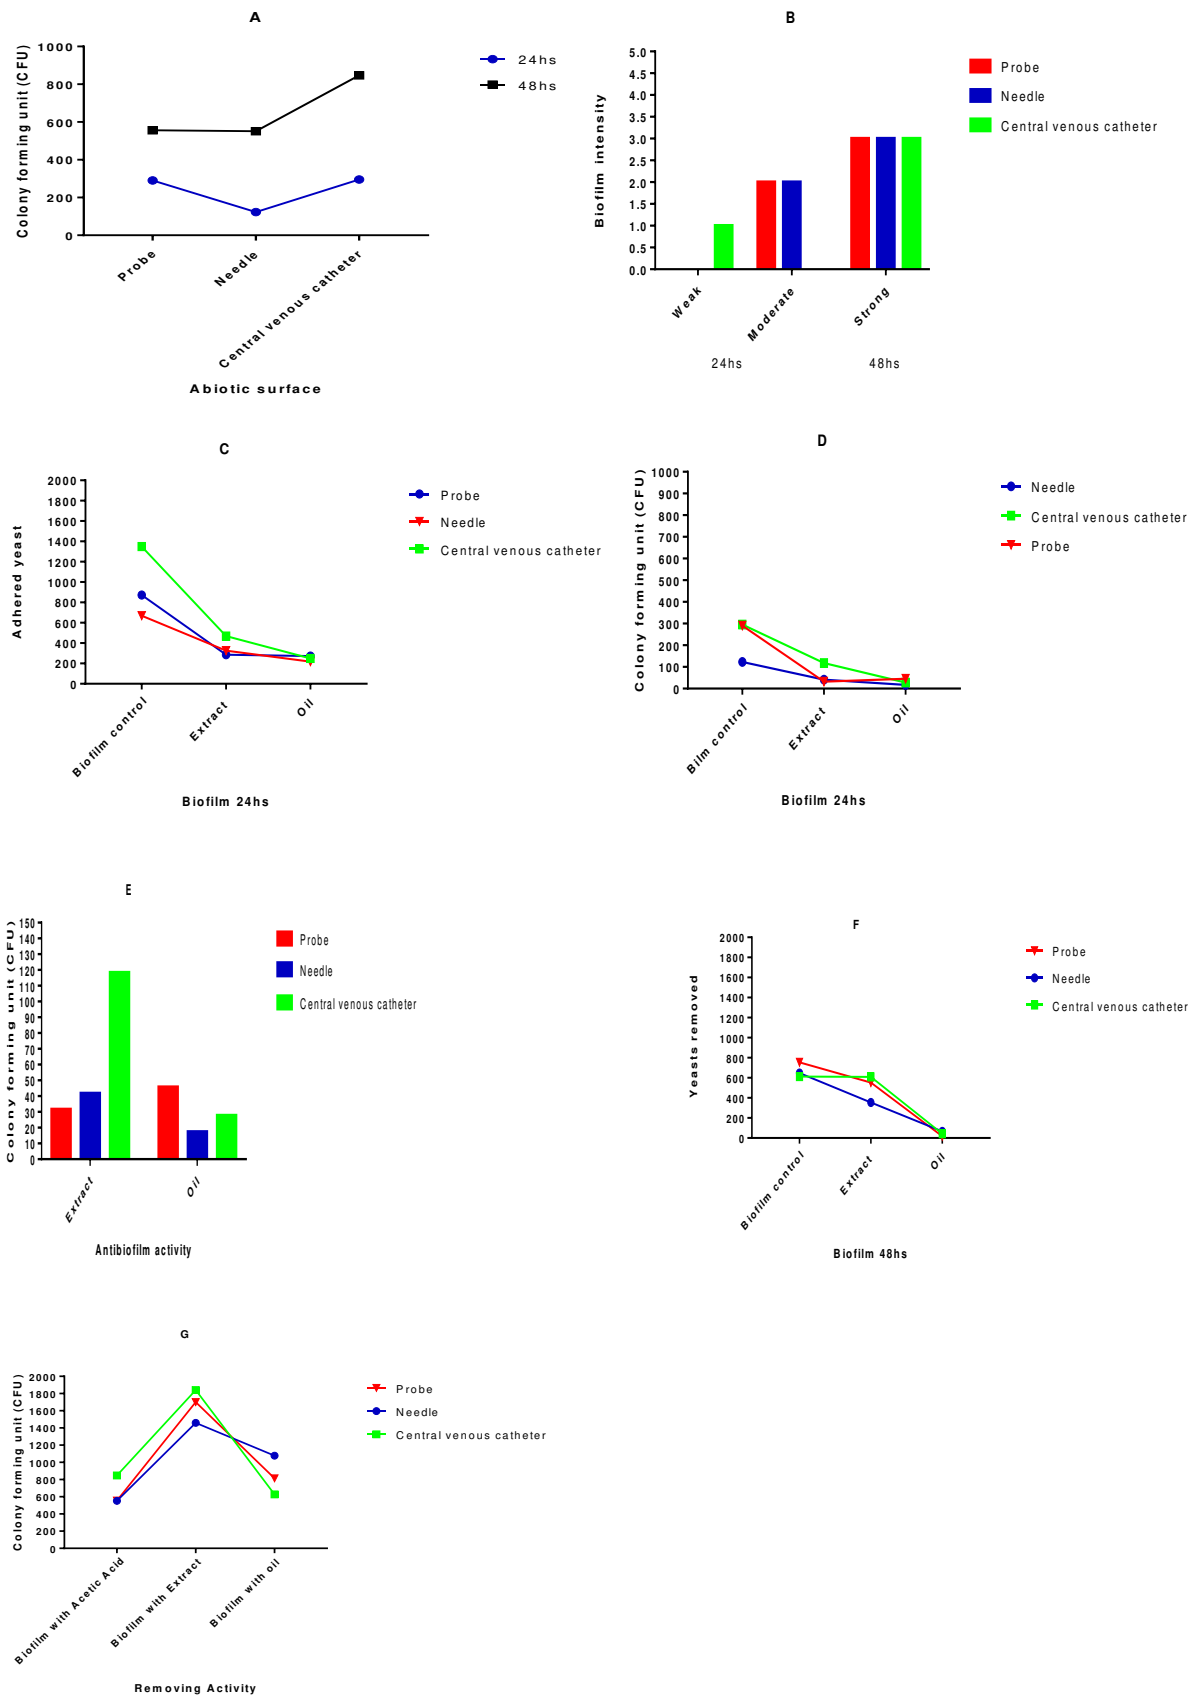 A
Colony forming unit (CFU)
1000
800
600
400
200
0
Probe
Needle
Central venous catheter
Abiotic surface
24hs
48hs
B
Biofilm intensity
5.0
4.5
4.0
3.5
3.0
2.5
2.0
1.5
1.0
0.5
0.0
Weak
Moderate
Strong
24hs
48hs
Probe
Needle
Central venous catheter
C
Adhered yeast
2000
1800
1600
1400
1200
1000
800
600
400
200
0
Biofilm control
Extract
Oil
Biofilm 24hs
Probe
Needle
Central venous catheter
D
Colony forming unit (CFU)
1000
900
800
700
600
500
400
300
200
100
0
Bilm control
Extract
Oil
Biofilm 24hs
Needle
Central venous catheter
Probe
E
Colony forming unit (CFU)
150
140
130
120
110
100
90
80
70
60
50
40
30
20
10
0
Extract
Oil
Antibiofilm activity
Probe
Needle
Central venous catheter
F
Yeasts removed
2000
1800
1600
1400
1200
1000
800
600
400
200
0
Biofilm control
Extract
Oil
Biofilm 48hs
Probe
Needle
Central venous catheter
G
Colony forming unit (CFU)
2000
1800
1600
1400
1200
1000
800
600
400
200
0
Biofilm with Acetic Acid
Biofilm with Extract
Biofilm with oil
Removing Activity
Probe
Needle
Central venous catheter